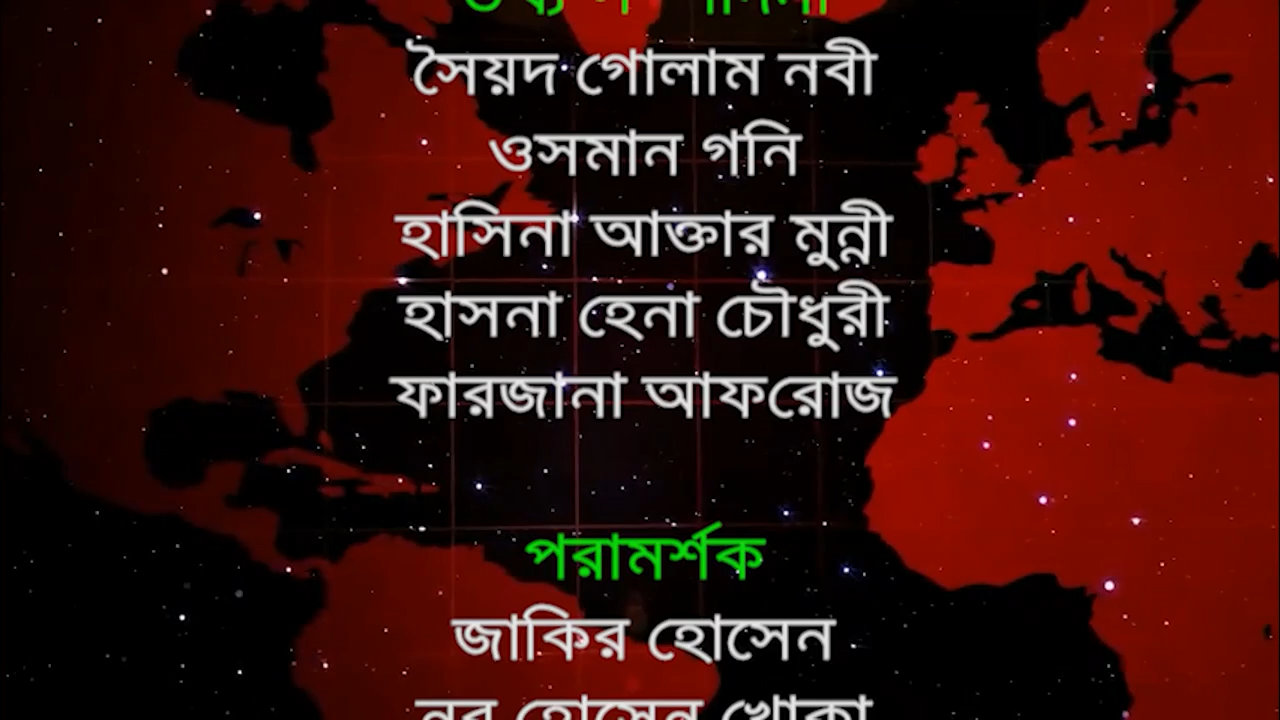 সৈয়দ গোলাম নবী
ওসমান গনি
হাসিনা আক্তার মুন্নী
হাসনা হেনা চৌধুরী
ফারজানা আফরোজ
পরামর্শক
জাকির হোসেন
হোসেন খোকা